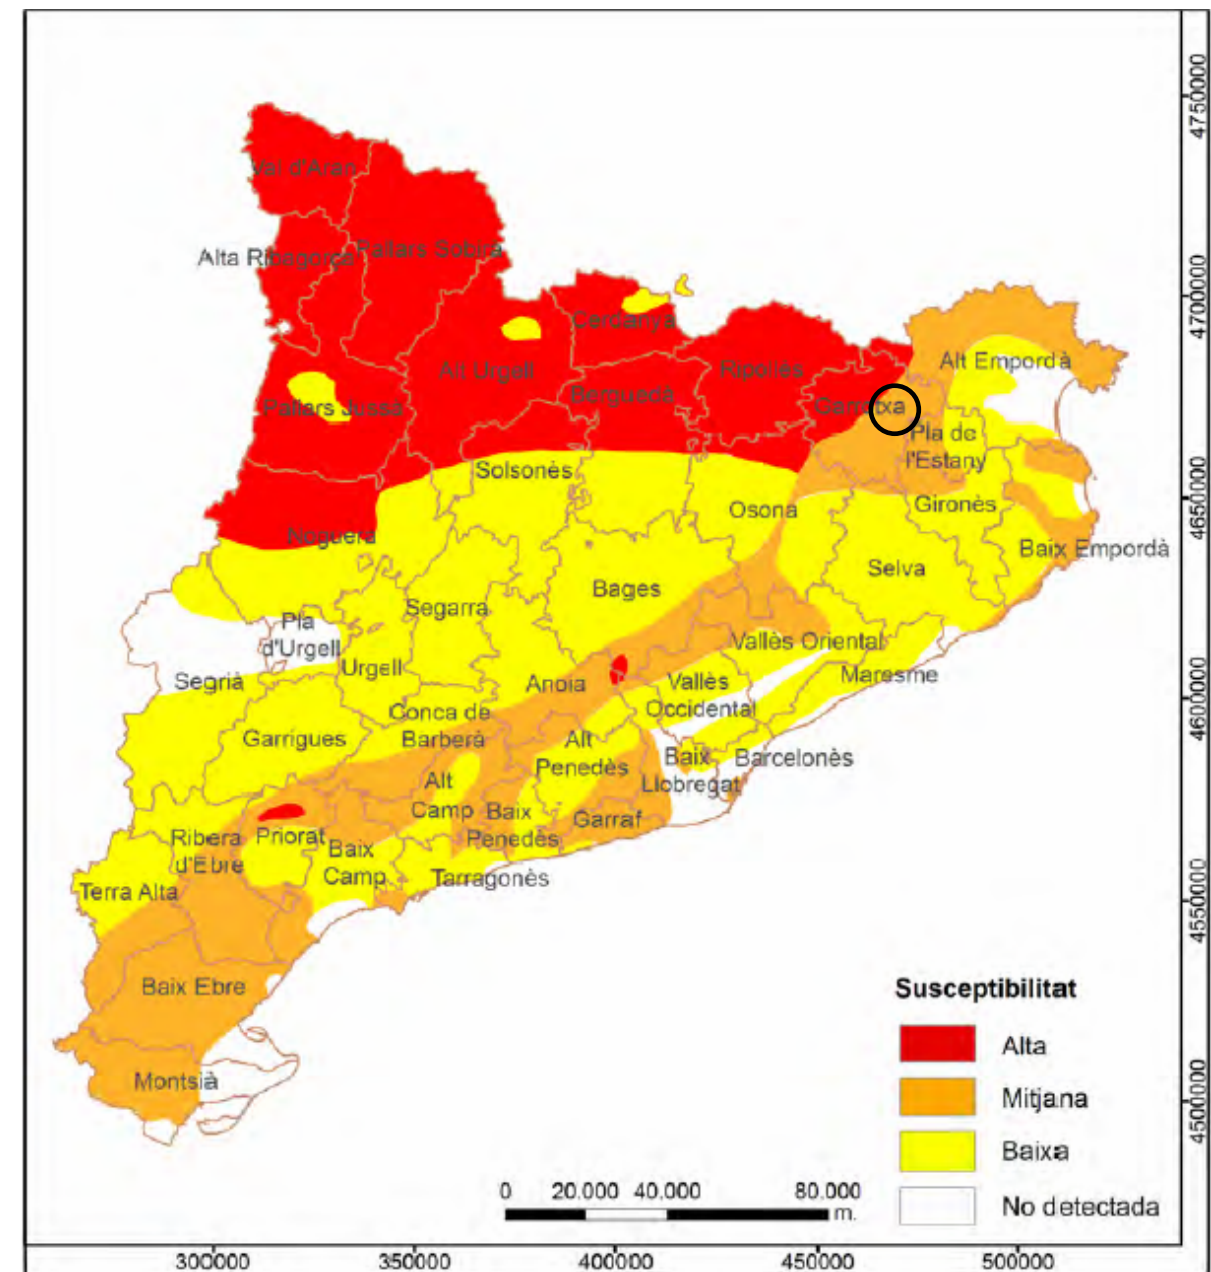 Val d'Aran
Alta Ribagorça
Pallars Sobirà
Cerdanya
Alt Urgell
Ripollès
Berguedà
Pallars Jussà
Garrotxa
Alt Empordà
Pla de
l'Estany
Solsonès
Osona
Gironès
Noguera
Baix Empordà
Bages
Selva
Segarra
Pla
d'Urgell
Urgell
Vallès Oriental
Segrià
Anoia
Vallès
Occidental
Maresme
Conca de
Barberà
Garrigues
Alt
Penedès
Baix
Llobregat
Barcelonès
Alt
Camp
Baix
Penedès
Garraf
Ribera
d'Ebre
Priorat
Baix
Camp
Terra Alta
Tarragonès
Baix Ebre
Montsià
Susceptibilitat
Alta
Mitjana
Baixa
No detectada
0 20.000 40.000 80.000
m.
4750000
4700000
4650000
4600000
4550000
4500000
300000 350000 400000 450000 500000